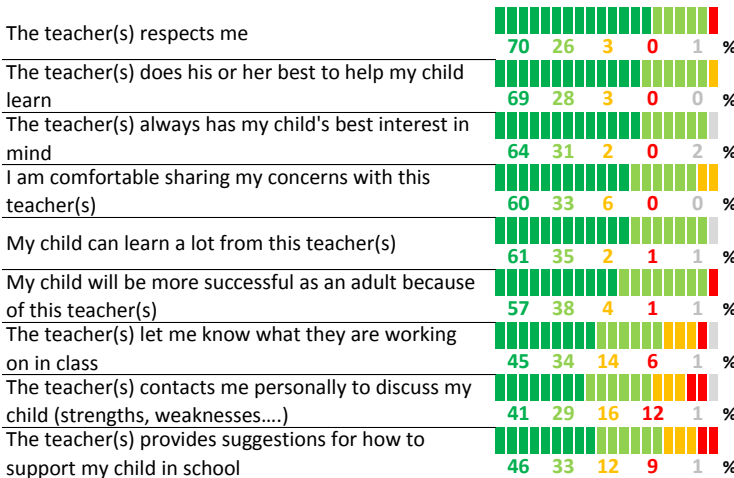 The teacher(s) respects me
70 26 3 0 1 %
The teacher(s) does his or her best to help my child
learn
69 28 3 0 0 %
The teacher(s) always has my child's best interest in
mind
64 31 2 0 2 %
I am comfortable sharing my concerns with this
teacher(s)
60 33 6 0 0 %
My child can learn a lot from this teacher(s)
61 35 2 1 1 %
My child will be more successful as an adult because
of this teacher(s)
57 38 4 1 1 %
The teacher(s) let me know what they are working
on in class
45 34 14 6 1 %
The teacher(s) contacts me personally to discuss my
child (strengths, weaknesses....)
41 29 16 12 1 %
The teacher(s) provides suggestions for how to
support my child in school
46 33 12 9 1 %